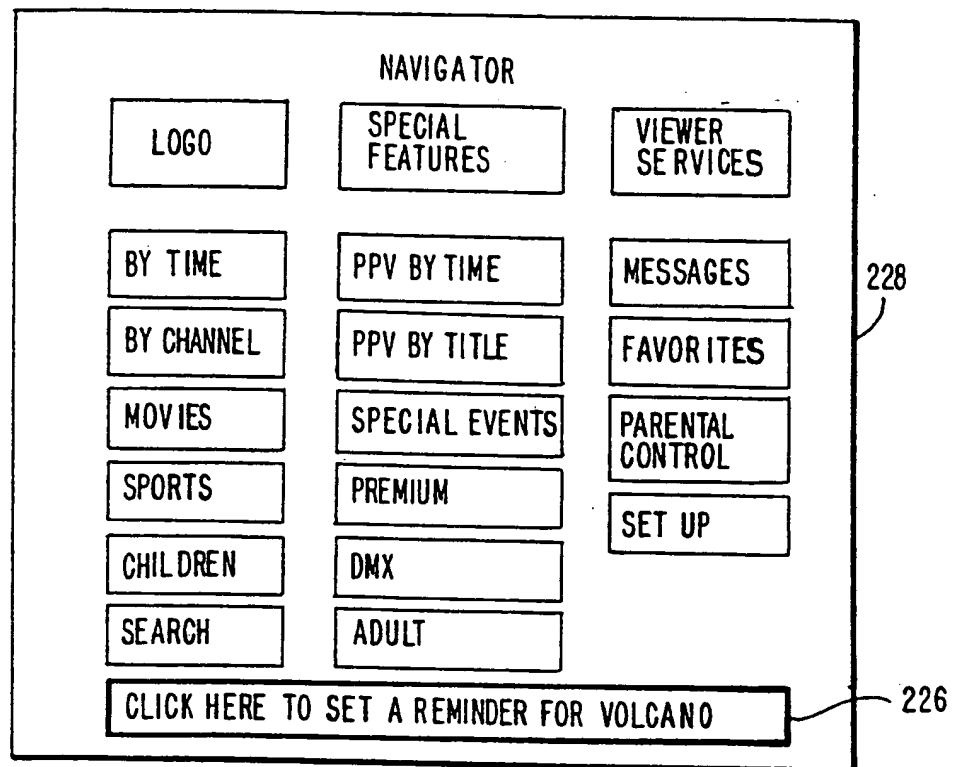 NAVIGATOR
LOGO
SPECIAL
FEATURES
VIEWER
SERVICES
BY TIME
PPV BY TIME
MESSAGES
BY CHANNEL
PPV BY TITLE
FAVORITES
MOVIES
SPECIAL EVENTS
PARENTAL
CONTROL
SPORTS
PREMIUM
SET UP
CHILDREN
DMX
SEARCH
ADULT
CLICK HERE TO SET A REMINDER FOR VOLCANO
228
226